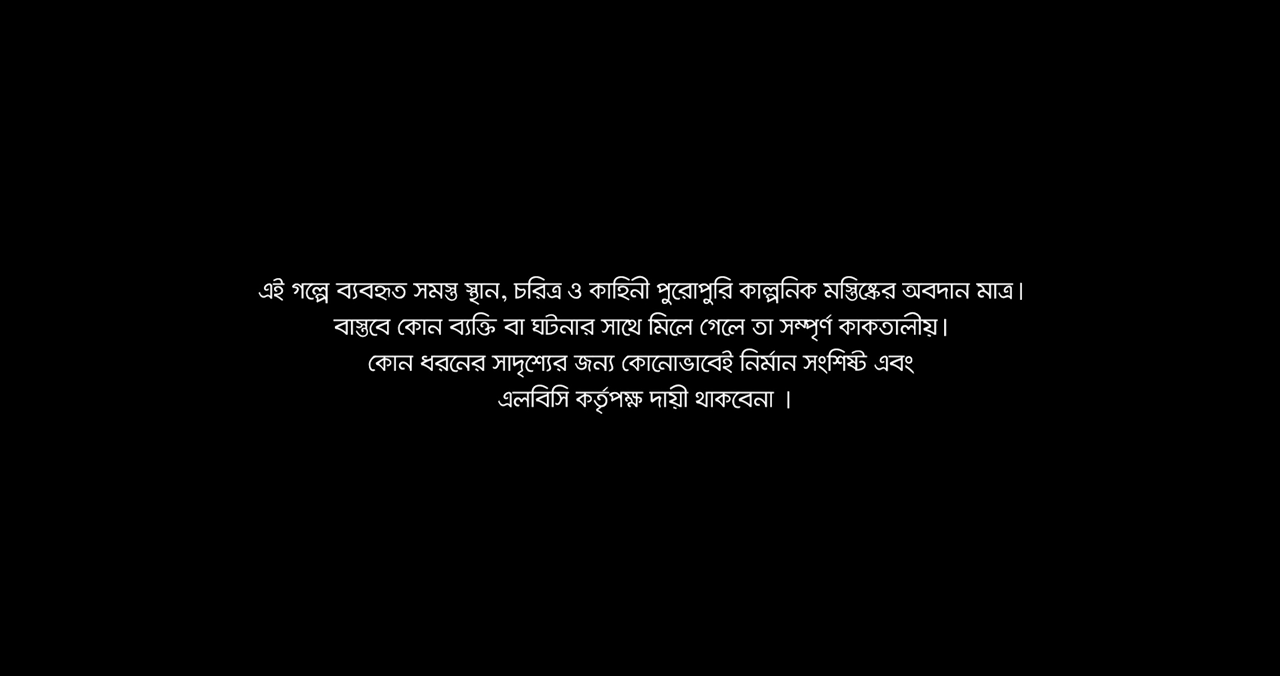 এই গল্পে ব্যবহৃত সমস্ত স্থান, চরিত্র ও কাহিনী পুরোপুরি কাল্পনিক মস্তিষ্কের অবদান মাত্র।
বাস্তবে কোন ব্যক্তি বা ঘটনার সাথে মিলে গেলে তা সম্পূর্ণ কাকতালীয়।
কোন ধরনের সাদৃশ্যের জন্য কোনোভাবেই নির্মান সংশিষ্ট এবং
এলবিসি কর্তৃপক্ষ দায়ী থাকবেনা ।